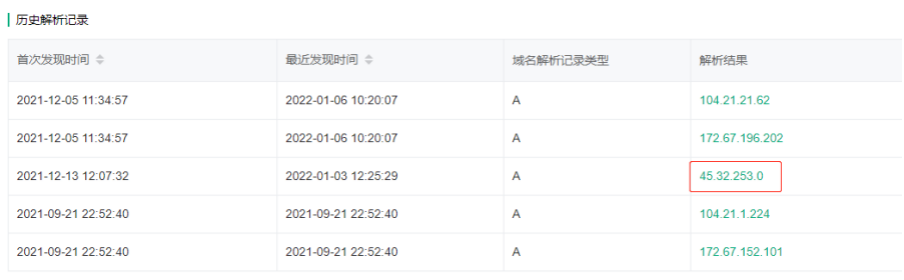 历史解析记录
首次发现时间 最近发现时间 域名解析记录类型 解析结果
2021-12-05 11:34:57 2022-01-06 10:20:07 A 104.21.21.62
2021-12-05 11:34:57 2022-01-06 10:20:07 A 172.67.196.202
2021-12-13 12:07:32 2022-01-03 12:25:29 A 45.32.253.0
2021-09-21 22:52:40 2021-09-21 22:52:40 A 104.21.1.224
2021-09-21 22:52:40 2021-09-21 22:52:40 A 172.67.152.101